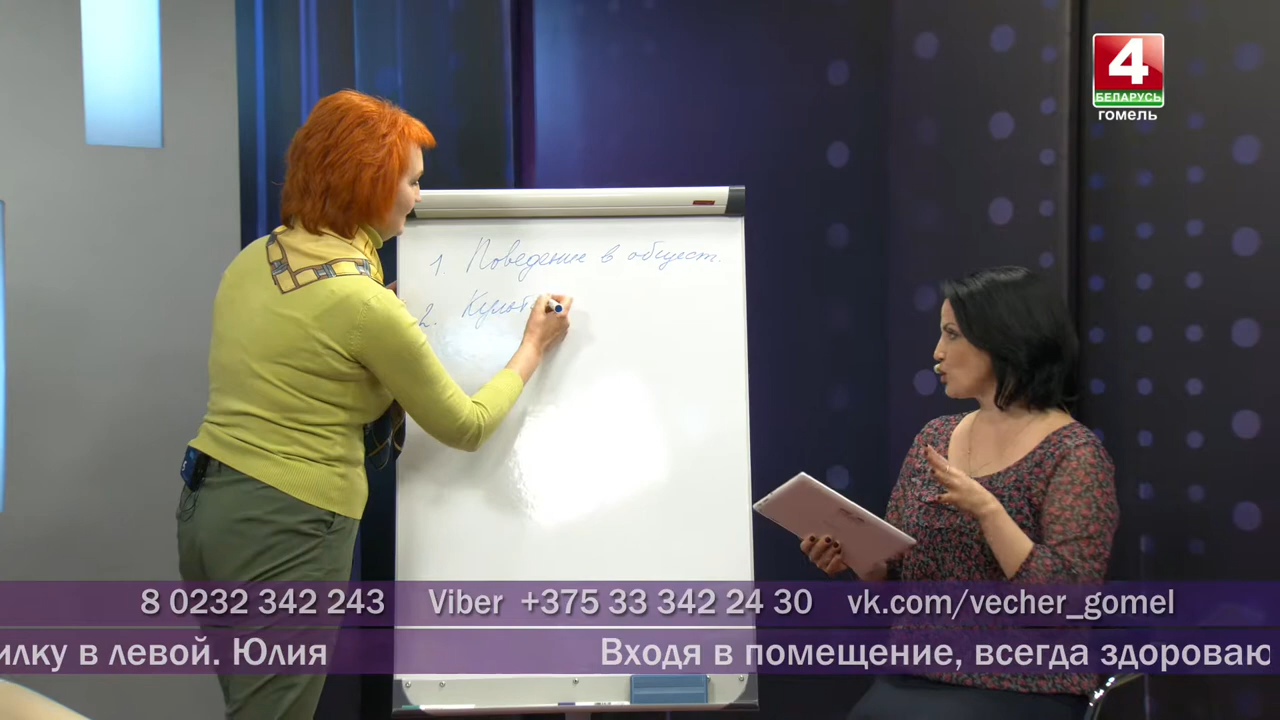 4
БЕЛАРУСЬ
гомель
1. Поведение в общест.
2. Культ
8 0232 342 243 Viber +375 33 342 24 30 vk.com/vecher_gomel
илку в левой. Юлия Входя в помещение, всегда здороваю